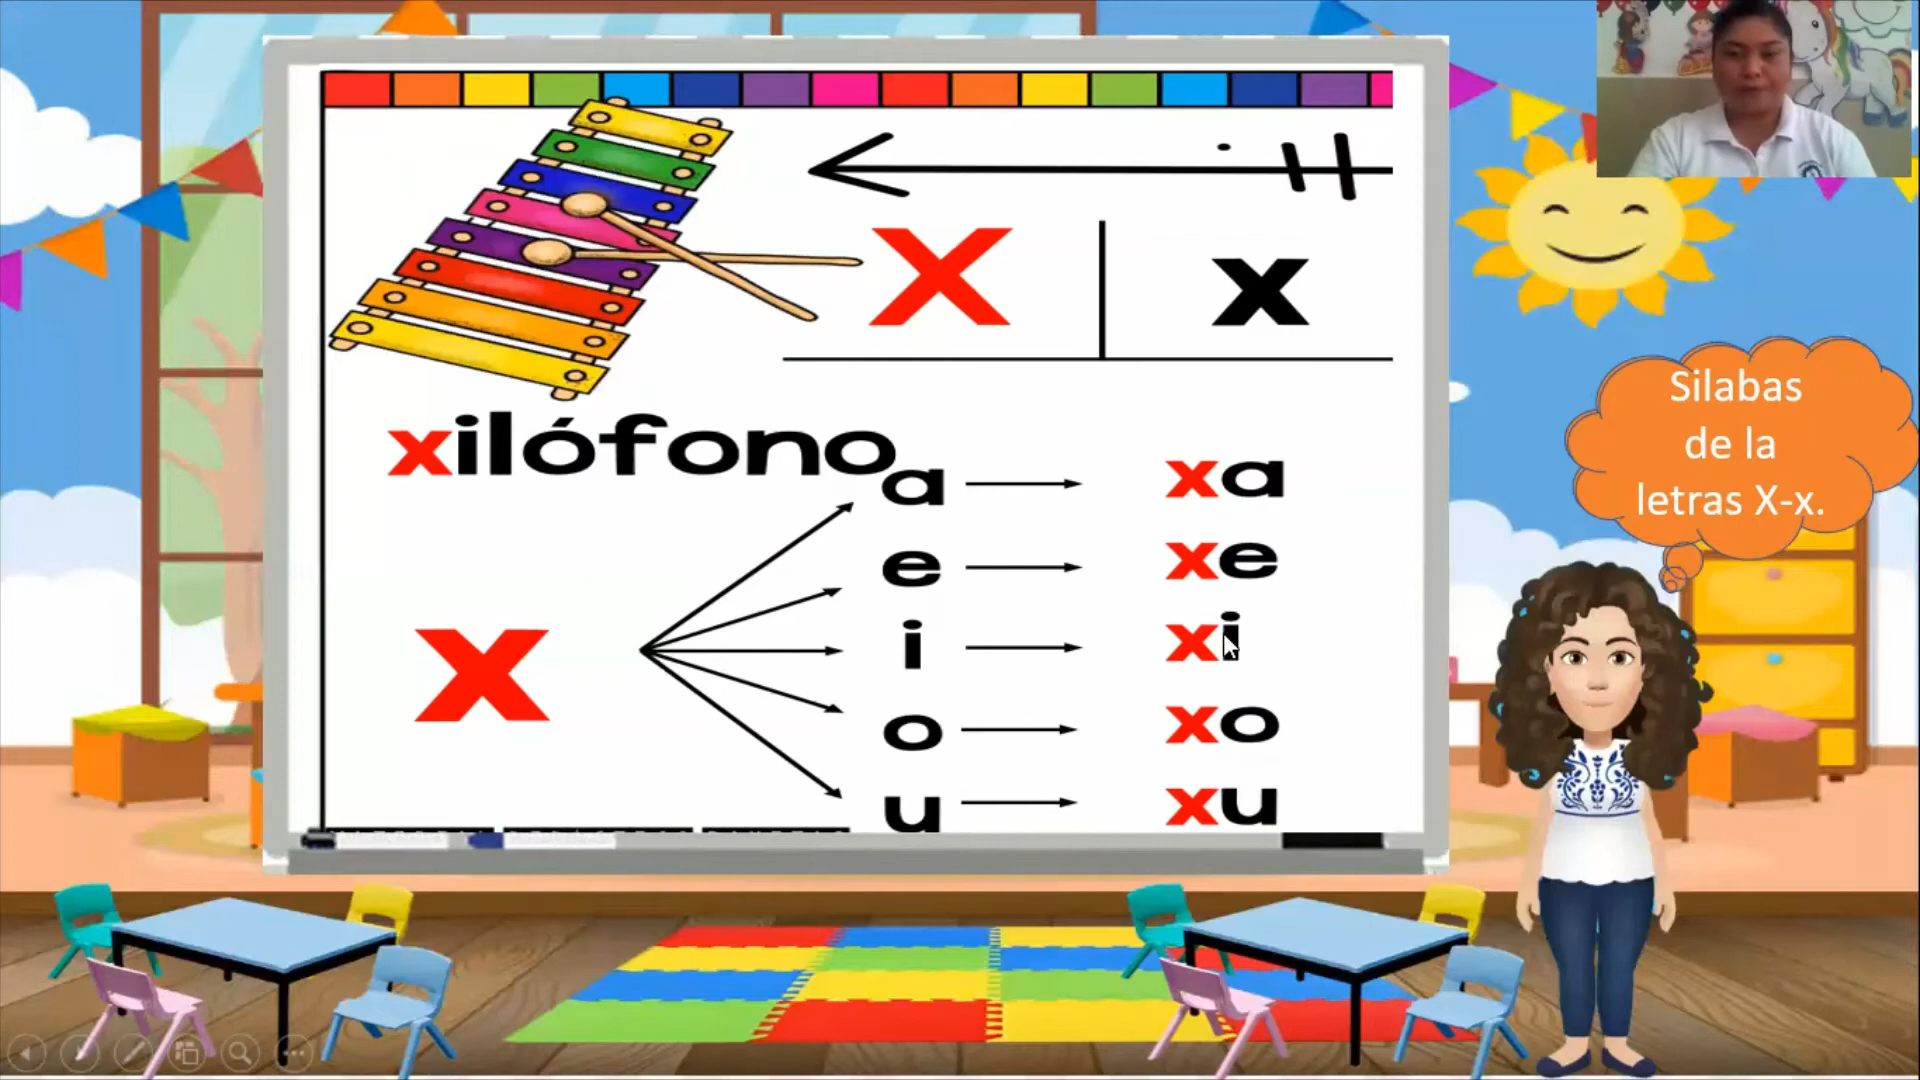 X
x
xilófono
x
a
e
i
o
u
xa
xe
xi
xo
xu
Silabas
de la
letras X-x.